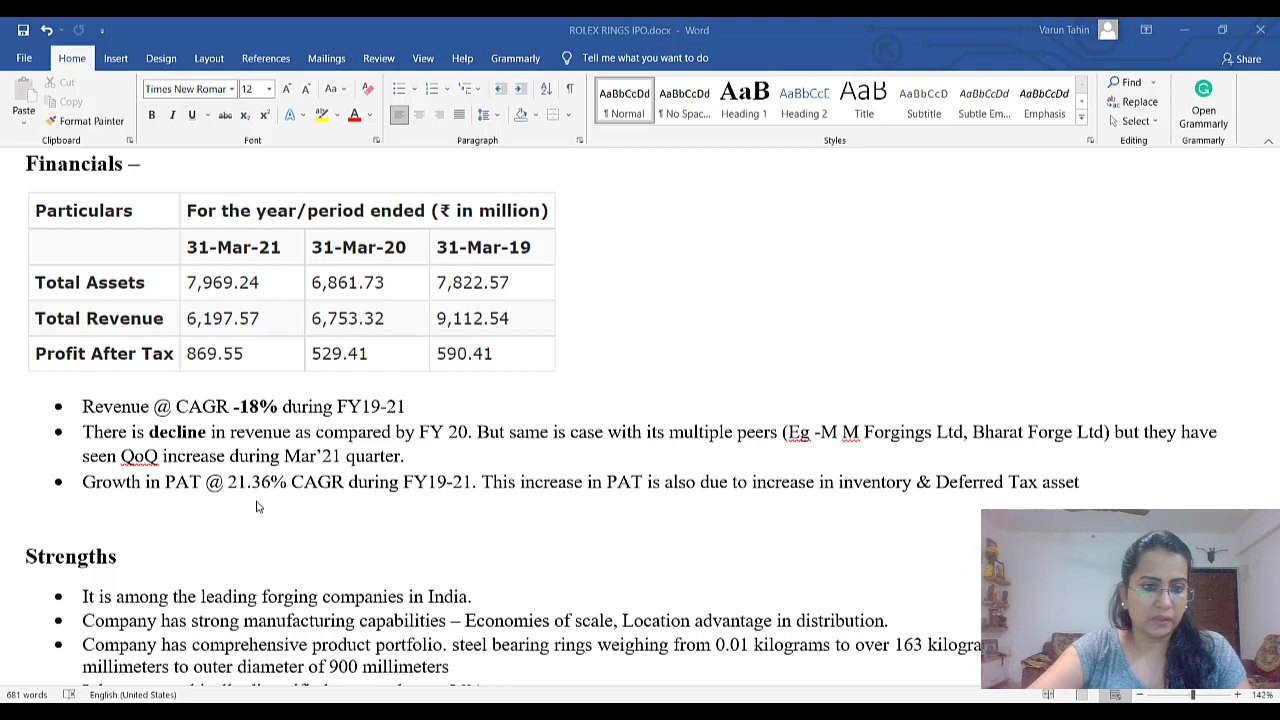 ROLEX RINGS IPO.docx - Word
Varun Tahin
File Home Insert Design Layout References Mailings Review View Help Grammarly Tell me what you want to do Share
Paste
Cut
Copy
Format Painter
Clipboard
Times New Romar 12
Font
Paragraph
AaBbCcDd AaBbCcDd AaB AaBbCcD AaB AaBbCcD AaBbCcDd AaBbCcDd
¶ Normal ¶ No Spac... Heading 1 Heading 2 Title Subtitle Subtle Em... Emphasis
Styles
Find
Replace
Select
Editing
Open
Grammarly
Grammarly
Financials –
Particulars For the year/period ended (₹ in million)
31-Mar-21 31-Mar-20 31-Mar-19
Total Assets 7,969.24 6,861.73 7,822.57
Total Revenue 6,197.57 6,753.32 9,112.54
Profit After Tax 869.55 529.41 590.41
• Revenue @ CAGR -18% during FY19-21
• There is decline in revenue as compared by FY 20. But same is case with its multiple peers (Eg -M M Forgings Ltd, Bharat Forge Ltd) but they have
seen QoQ increase during Mar'21 quarter.
• Growth in PAT @ 21.36% CAGR during FY19-21. This increase in PAT is also due to increase in inventory & Deferred Tax asset
Strengths
• It is among the leading forging companies in India.
• Company has strong manufacturing capabilities – Economies of scale, Location advantage in distribution.
• Company has comprehensive product portfolio. steel bearing rings weighing from 0.01 kilograms to over 163 kilogra
millimeters to outer diameter of 900 millimeters
681 words English (United States) 142%